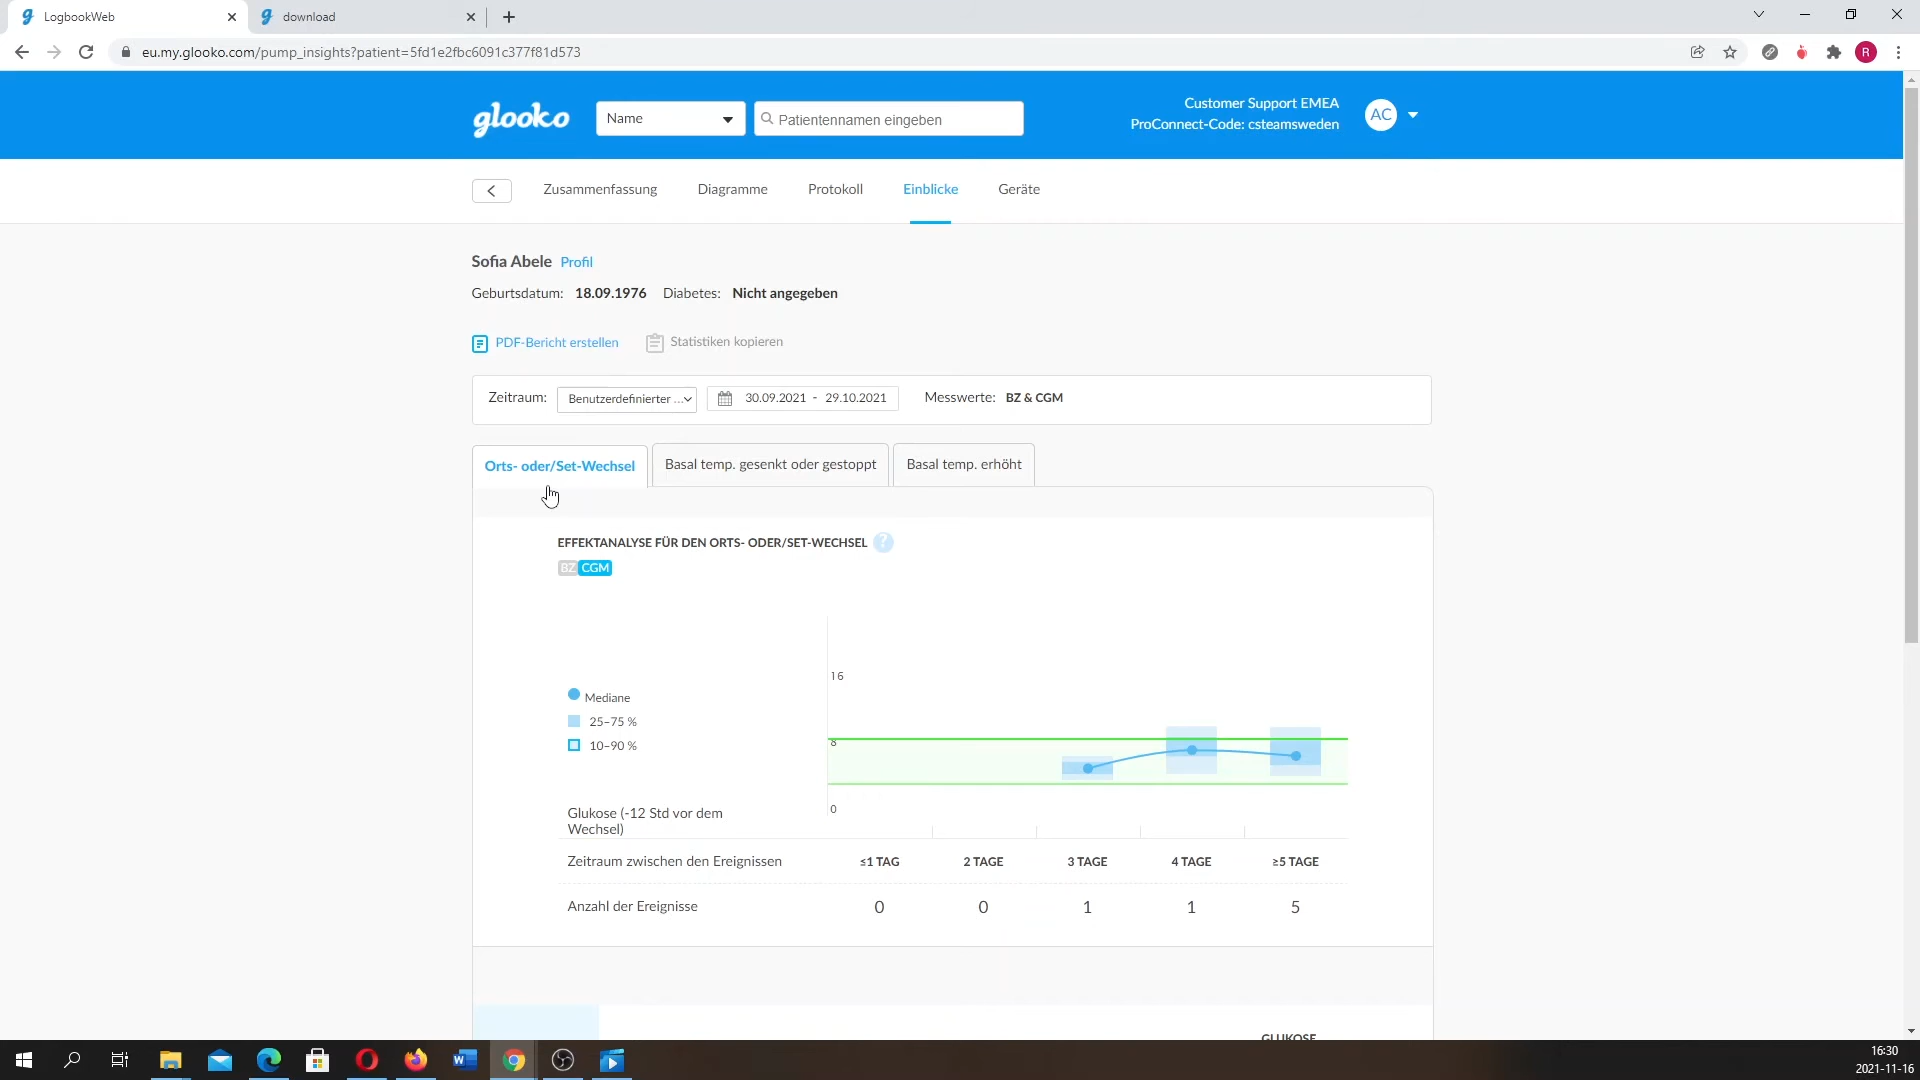 LogbookWeb
download
eu.my.glooko.com/pump_insights?patient=5fd1e2fbc6091c377f81d573
R
glooko
Name
Patientennamen eingeben
Customer Support EMEA
ProConnect-Code: csteamsweden
AC
Zusammenfassung
Diagramme
Protokoll
Einblicke
Geräte
Sofia Abele Profil
Geburtsdatum: 18.09.1976 Diabetes: Nicht angegeben
PDF-Bericht erstellen
Statistiken kopieren
Zeitraum: Benutzerdefinierter ... 30.09.2021 - 29.10.2021 Messwerte: BZ & CGM
Orts- oder/Set-Wechsel
Basal temp. gesenkt oder gestoppt
Basal temp. erhöht
EFFEKTANALYSE FÜR DEN ORTS- ODER/SET-WECHSEL ?
BZ CGM
16
8
0
Mediane
25–75 %
10–90 %
Glukose (-12 Std vor dem
Wechsel)
Zeitraum zwischen den Ereignissen ≤1 TAG 2 TAGE 3 TAGE 4 TAGE ≥5 TAGE
Anzahl der Ereignisse 0 0 1 1 5
GLUKOSE
16:30
2021-11-16